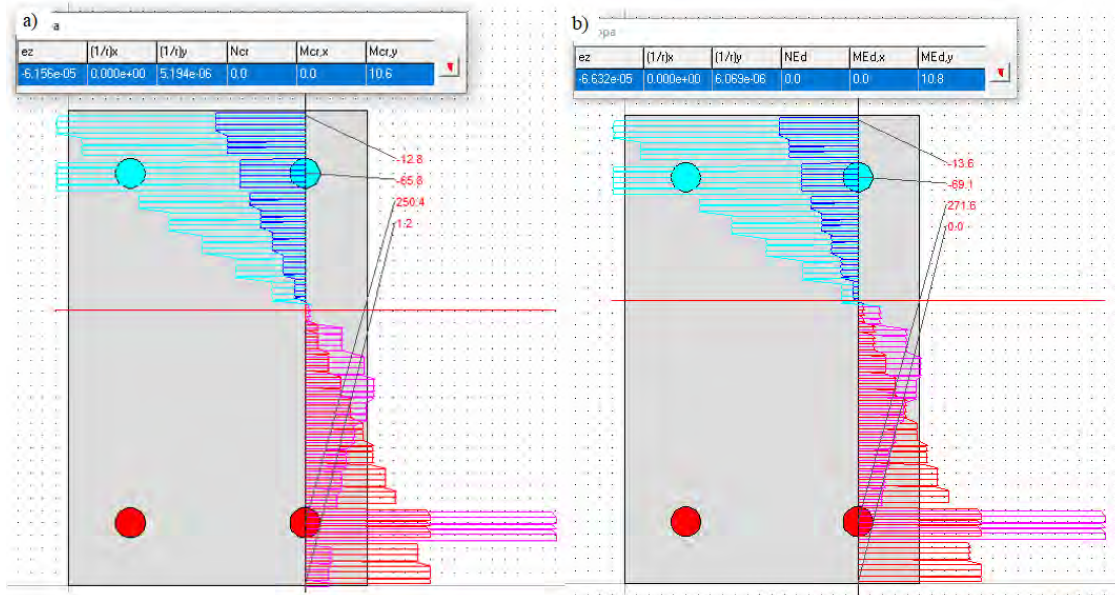 a)
a
ez (1/r)x (1/r)y Ncr Mcr,x Mcr,y
-6.156e-05 0.000e+00 5.194e-06 0.0 0.0 10.6
-12.8
-65.8
250.4
1.2
b)
ez (1/r)x (1/r)y NEd MEd,x MEd,y
-6.632e-05 0.000e+00 6.069e-06 0.0 0.0 10.8
-13.6
-69.1
271.6
0.0